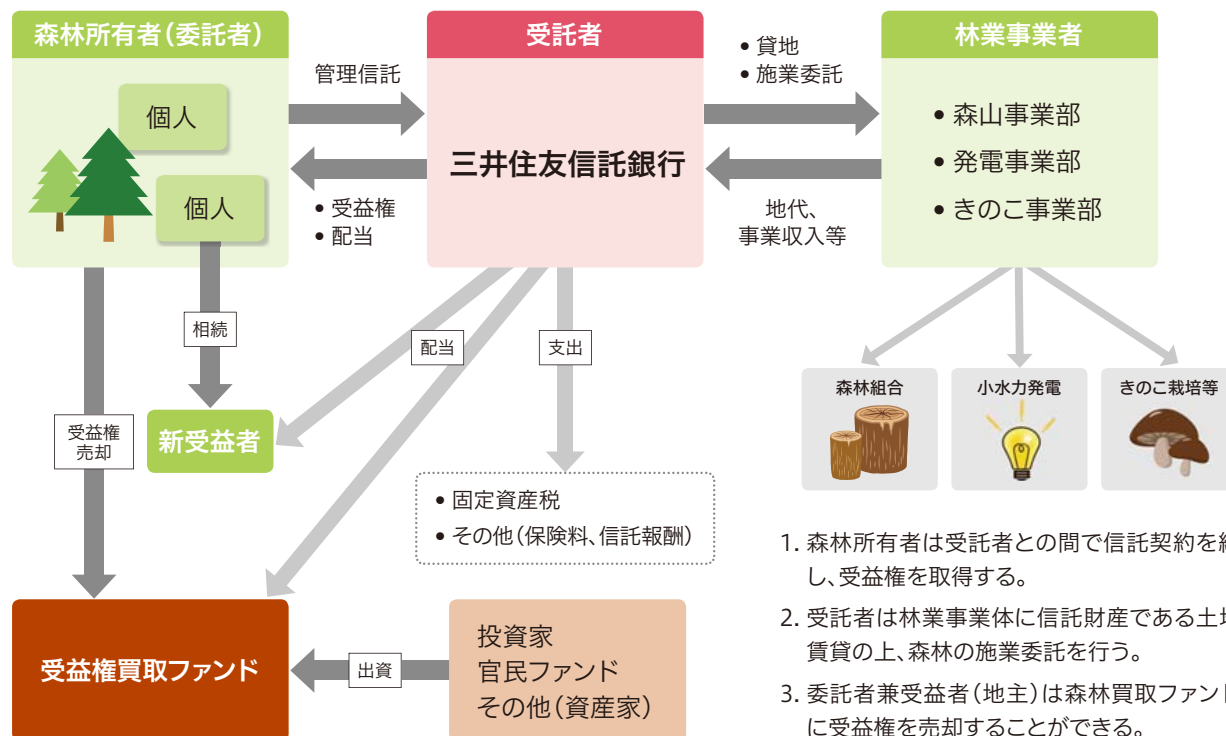 森林所有者(委託者)
個人
個人
管理信託
• 受益権
• 配当
受託者
三井住友信託銀行
• 貸地
• 施業委託
地代、
事業収入等
林業事業者
• 森山事業部
• 発電事業部
• きのこ事業部
相続
配当
支出
受益権
売却
新受益者
• 固定資産税
• その他(保険料、信託報酬)
森林組合
小水力発電
きのこ栽培等
受益権買取ファンド
出資
投資家
官民ファンド
その他(資産家)
1. 森林所有者は受託者との間で信託契約を
し、受益権を取得する。
2. 受託者は林業事業体に信託財産である土
賃貸の上、森林の施業委託を行う。
3. 委託者兼受益者(地主)は森林買取ファンド
に受益権を売却することができる。